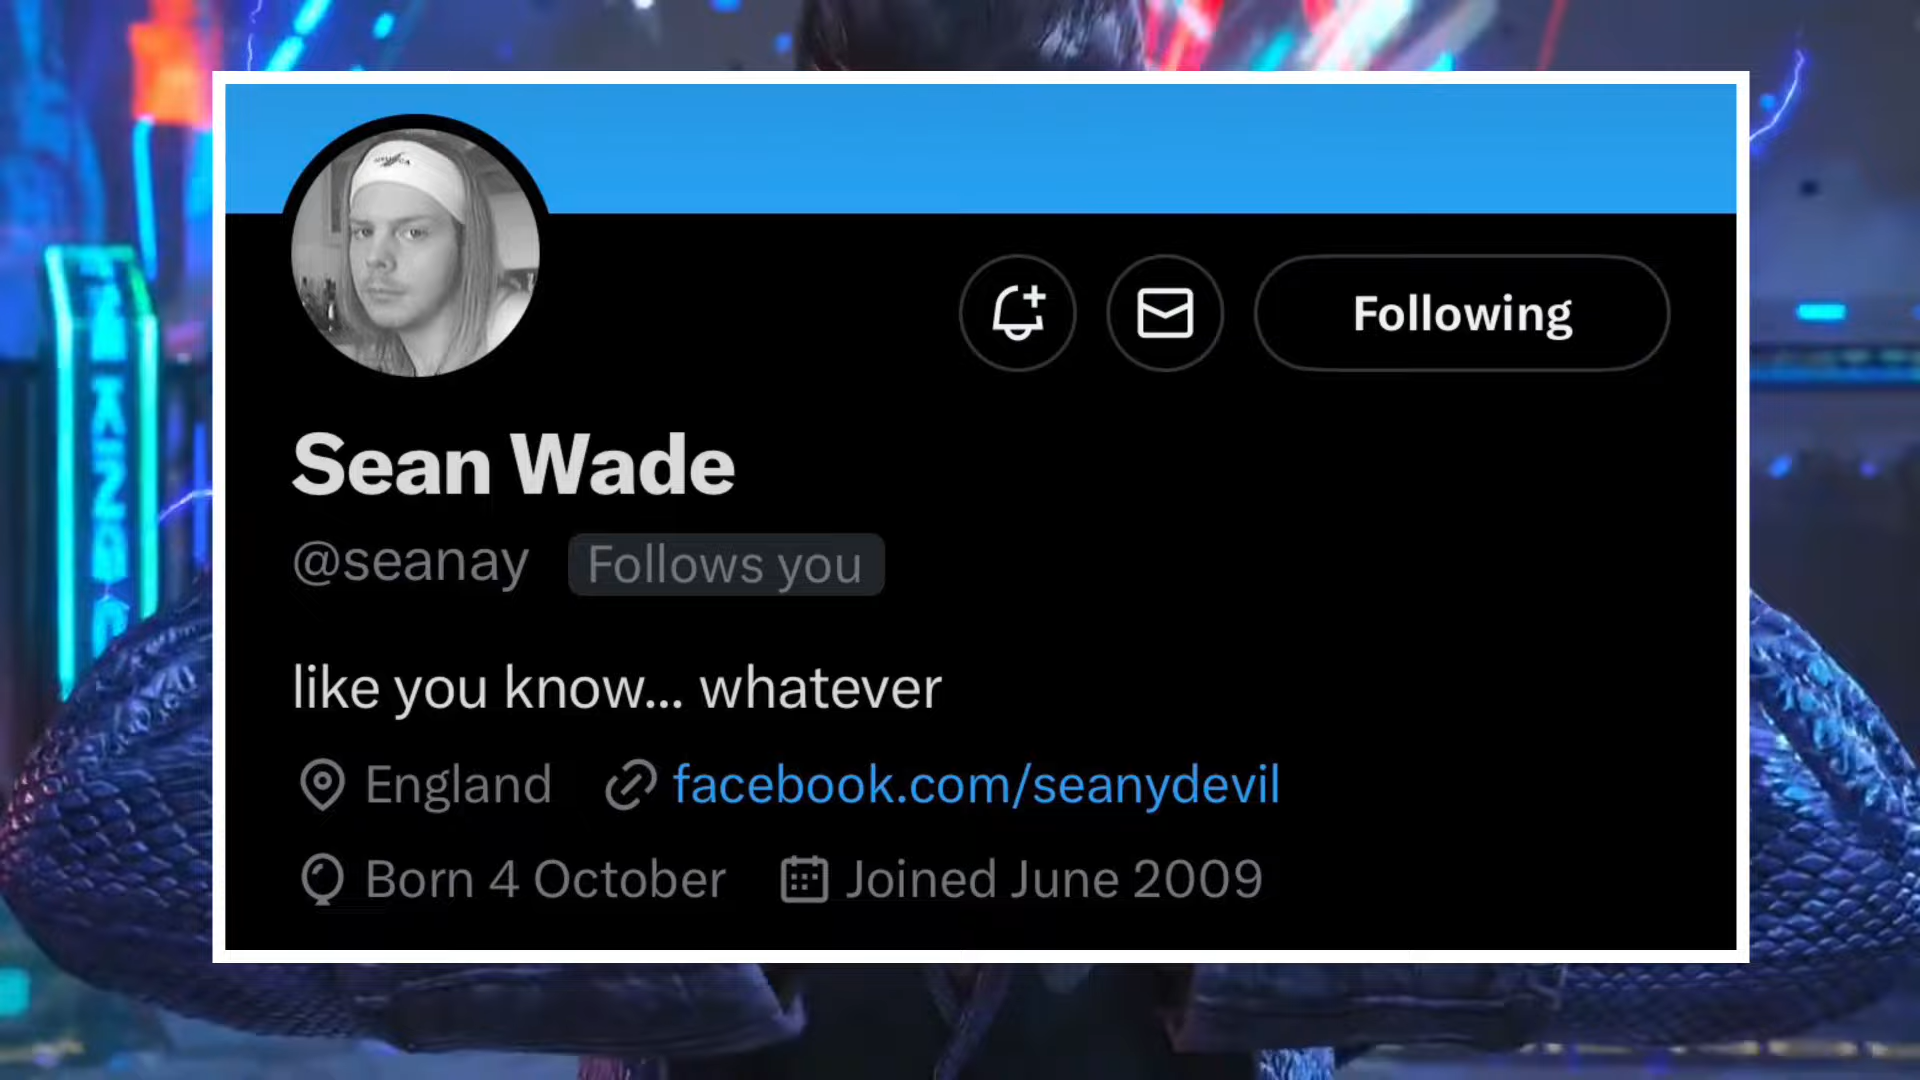 Following
Sean Wade
@seanay Follows you
like you know... whatever
England facebook.com/seanydevil
Born 4 October Joined June 2009